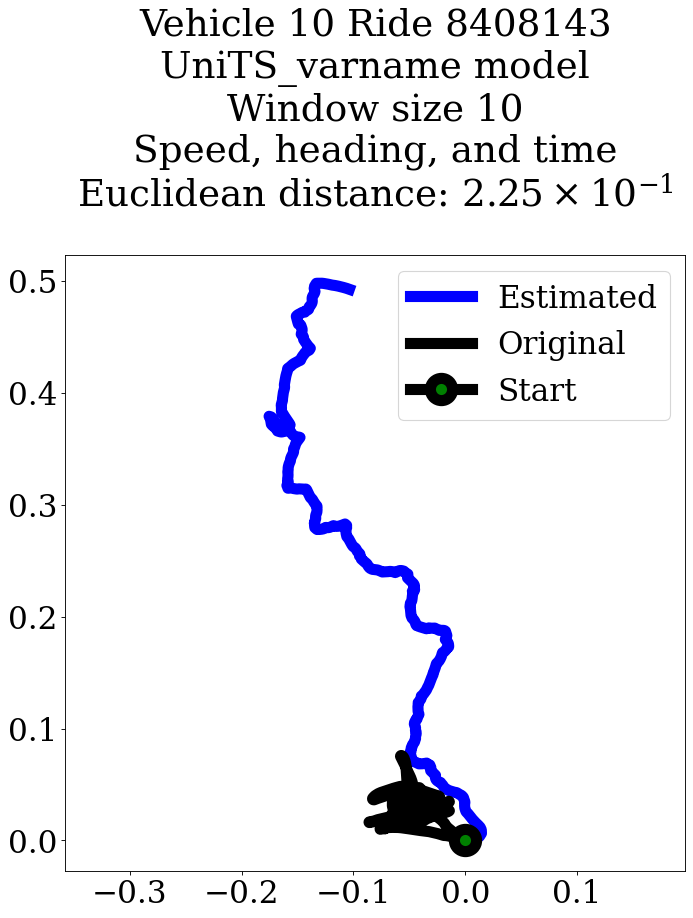 Vehicle 10 Ride 8408143
UniTS_varname model
Window size 10
Speed, heading, and time
Euclidean distance: 2.25 × 10⁻¹
Estimated
Original
Start
0.5
0.4
0.3
0.2
0.1
0.0
−0.3 −0.2 −0.1 0.0 0.1